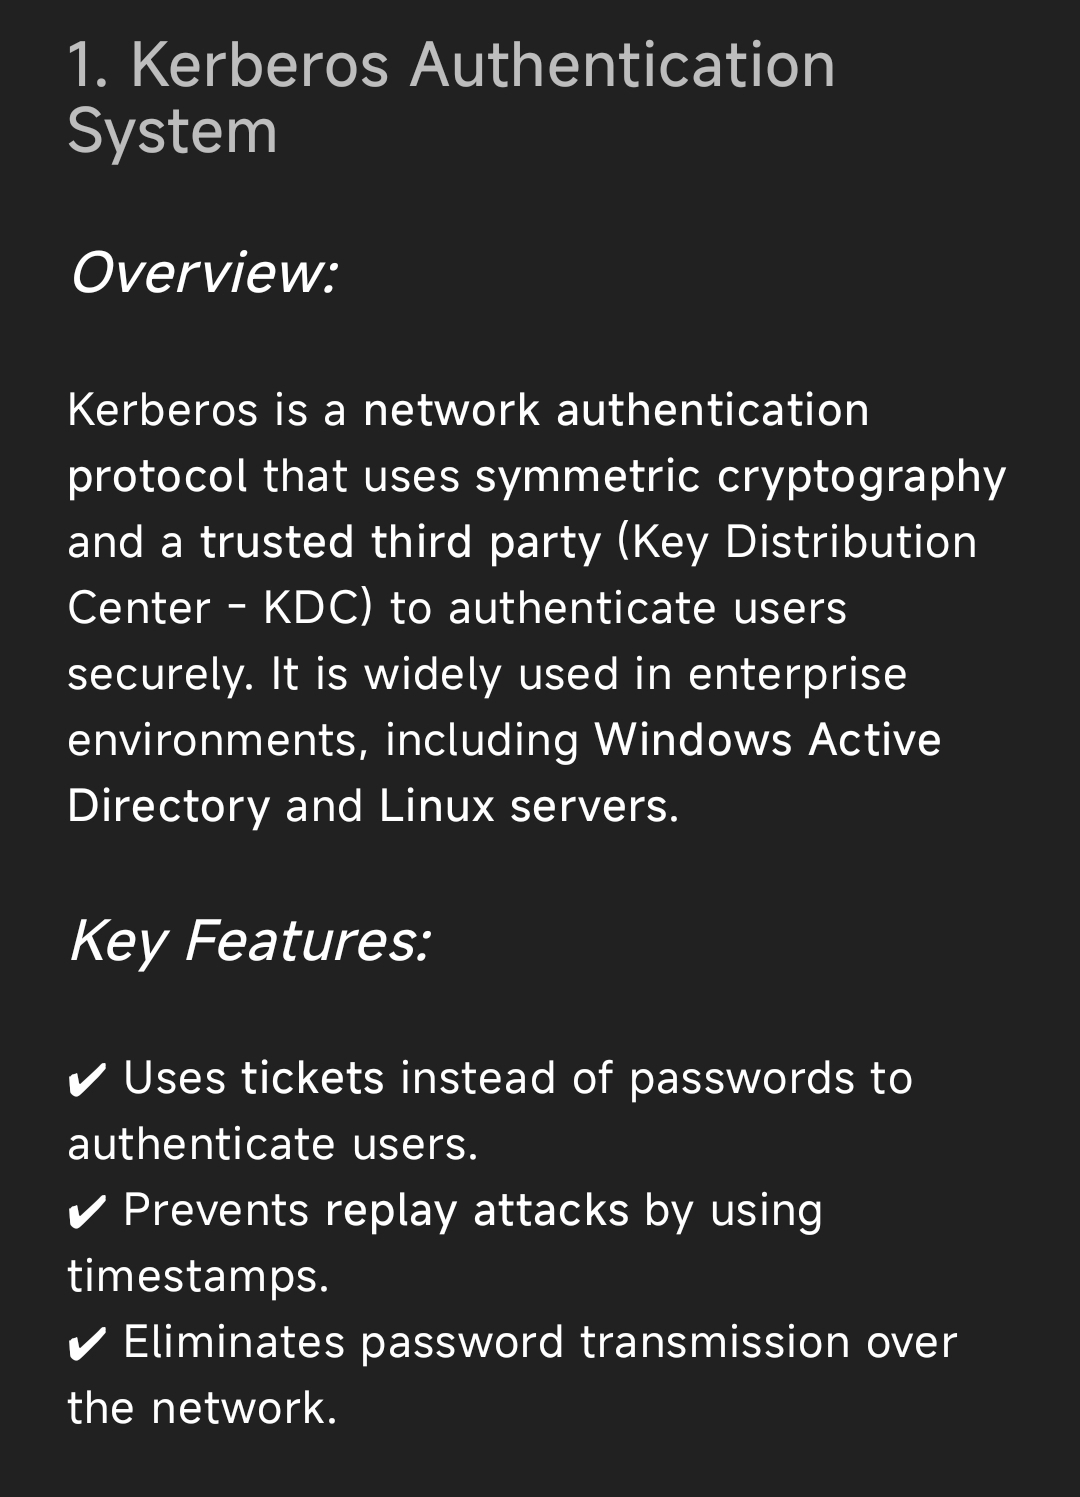 1. Kerberos Authentication
System
Overview:
Kerberos is a network authentication
protocol that uses symmetric cryptography
and a trusted third party (Key Distribution
Center – KDC) to authenticate users
securely. It is widely used in enterprise
environments, including Windows Active
Directory and Linux servers.
Key Features:
✔ Uses tickets instead of passwords to
authenticate users.
✔ Prevents replay attacks by using
timestamps.
✔ Eliminates password transmission over
the network.